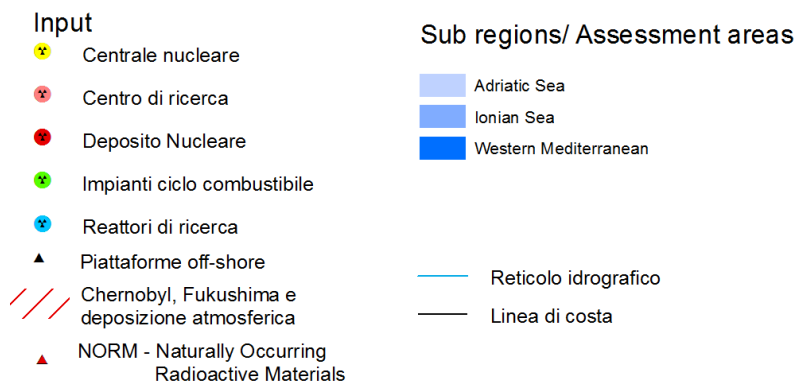 Input
Centrale nucleare
Centro di ricerca
Deposito Nucleare
Impianti ciclo combustibile
Reattori di ricerca
Piattaforme off-shore
Chernobyl, Fukushima e
deposizione atmosferica
NORM - Naturally Occurring
Radioactive Materials
Sub regions/ Assessment areas
Adriatic Sea
Ionian Sea
Western Mediterranean
Reticolo idrografico
Linea di costa